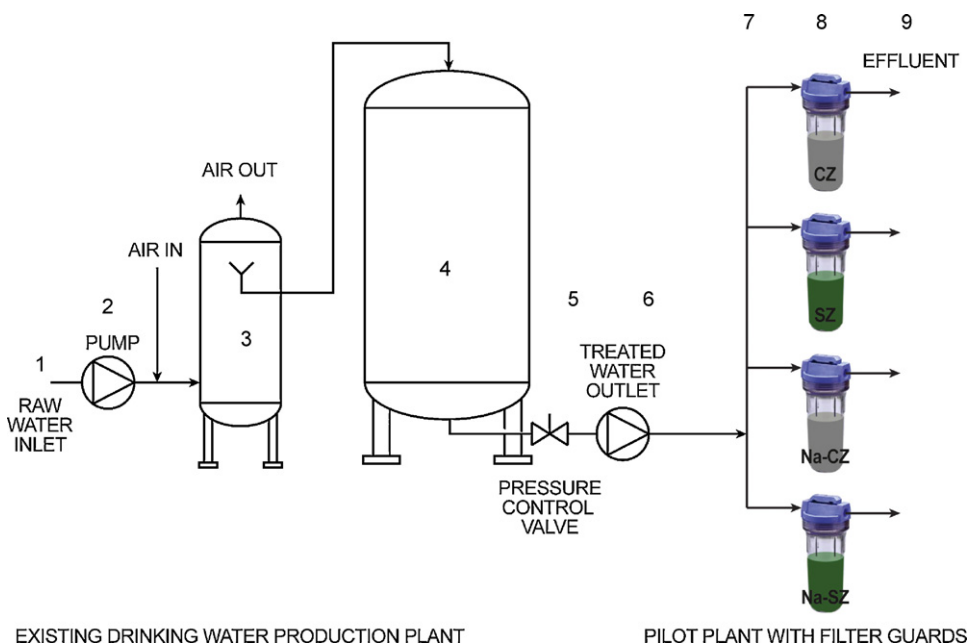 7 8 9
EFFLUENT
CZ
AIR OUT
AIR IN
SZ
4
2
5 6
3
PUMP
1
TREATED
WATER
OUTLET
RAW
WATER
INLET
Na-CZ
PRESSURE
CONTROL
VALVE
Na-SZ
EXISTING DRINKING WATER PRODUCTION PLANT
PILOT PLANT WITH FILTER GUARDS